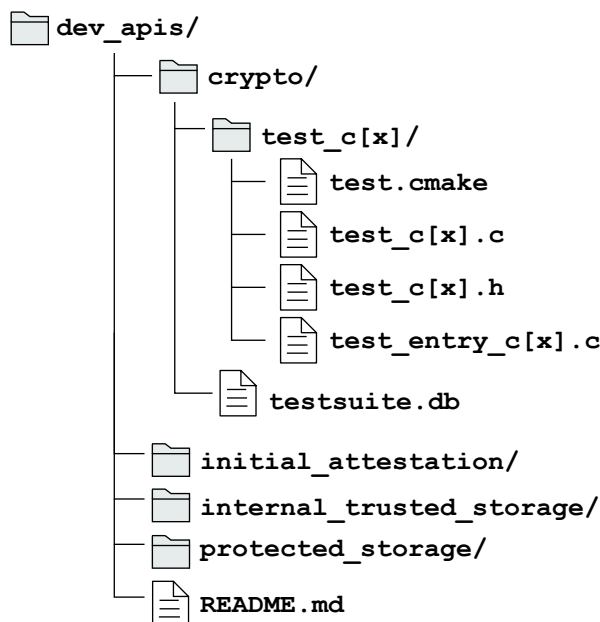 dev_apis/
crypto/
test_c[x]/
test.cmake
test_c[x].c
test_c[x].h
test_entry_c[x].c
testsuite.db
initial_attestation/
internal_trusted_storage/
protected_storage/
README.md